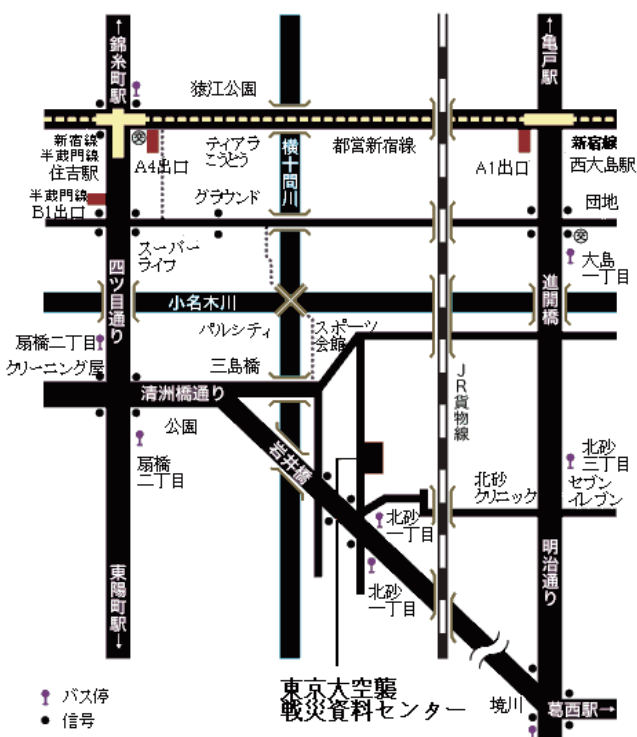 ←錦糸町駅
←亀戸駅
猿江公園
交
新宿線
半蔵門線
住吉駅
A4出口
ティアラ
こうとう
横十間川
都営新宿線
A1出口
新宿線
西大島駅
半蔵門線
B1出口
グラウンド
団地
交
スーパー
ライフ
大島
一丁目
四ツ目通り
小名木川
進開橋
扇橋二丁目
パルシティ
スポーツ
会館
クリーニング屋
三島橋
JR貨物線
清洲橋通り
公園
岩井橋
扇橋
二丁目
北砂
三丁目
北砂
クリニック
セブン
イレブン
北砂
一丁目
東陽町駅→
明治通り
北砂
一丁目
東京大空襲
戦災資料センター
バス停
信号
境川
葛西駅→